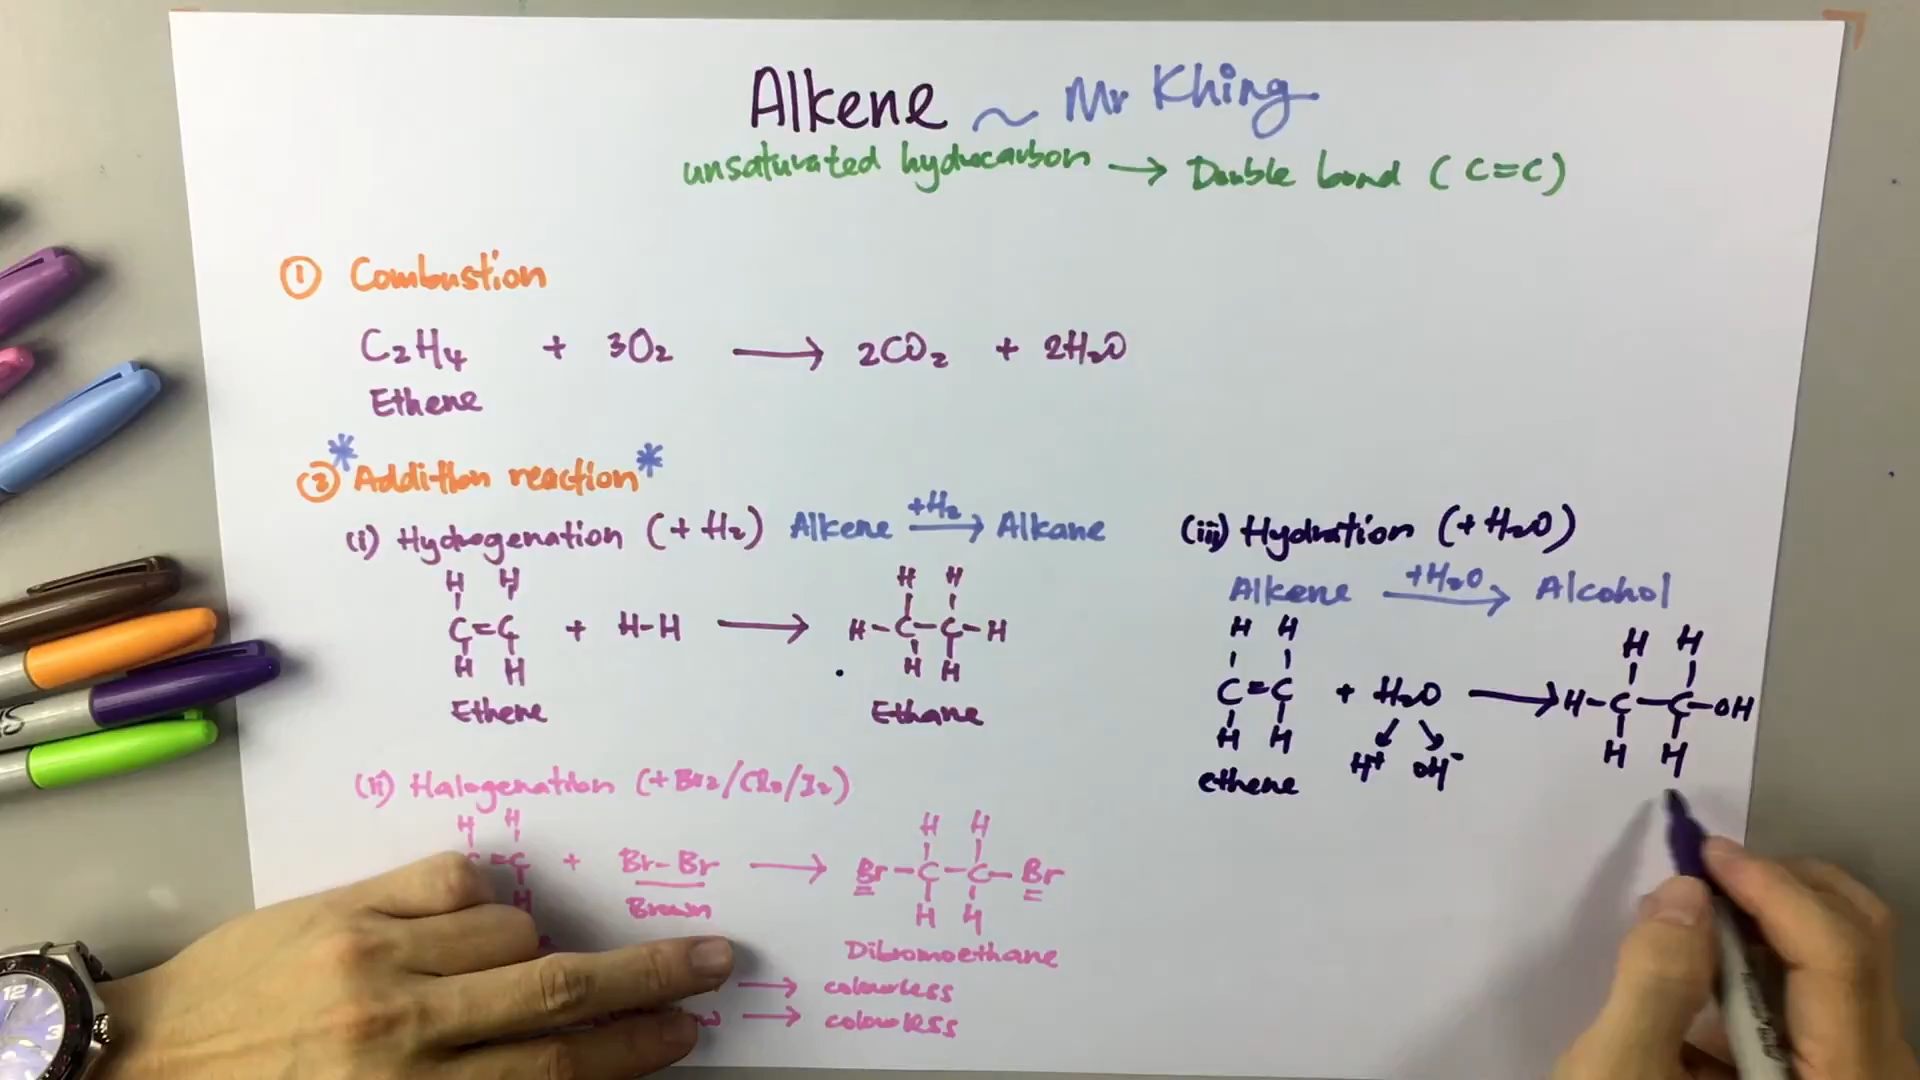 Alkene ~ Mr Khing
unsaturated hydrocarbon → Double bond (C=C)
① Combustion
C2H4 + 3O2 → 2CO2 + 2H2O
Ethene
② *Addition reaction*
(i) Hydrogenation (+H2) Alkene +H2 → Alkane
H H H H
C=C + H-H → H-C-C-H
H H H H
Ethene Ethane
(ii) Halogenation (+Br2/Cl2/I2)
H H H H
C=C + Br-Br → Br-C-C-Br
H Brown H H
Dibromoethane
→ colourless
→ colourless
(iii) Hydration (+H2O)
Alkene +H2O → Alcohol
H H H H
C=C + H2O → H-C-C-OH
H H H+ OH- H H
ethene
12